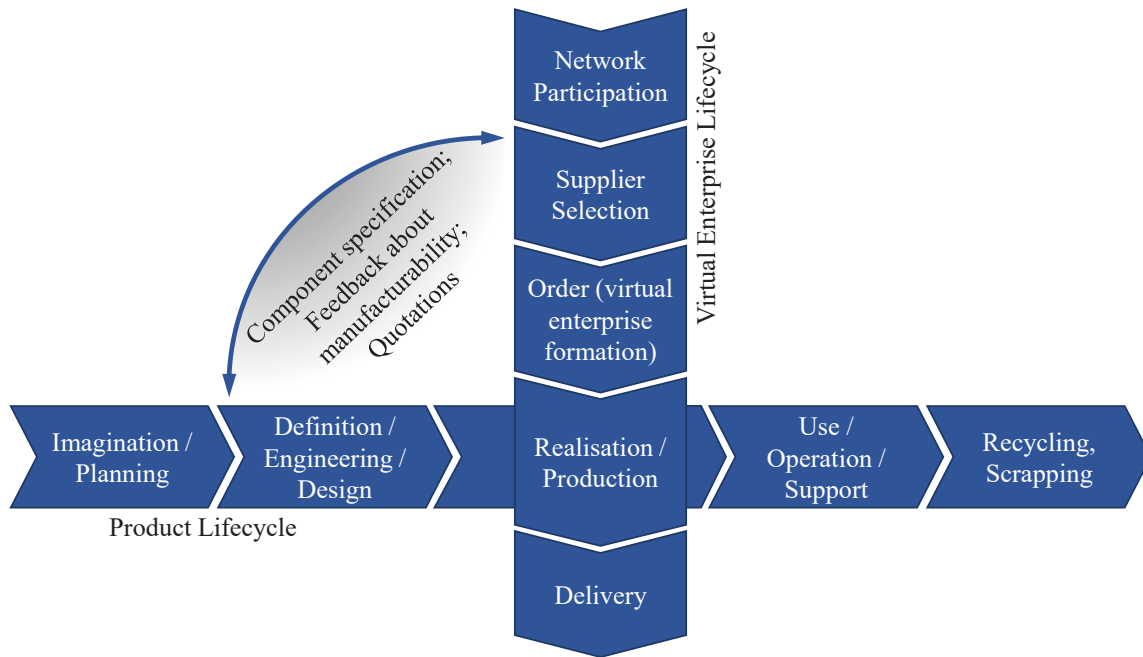 Network
Participation
Virtual Enterprise Lifecycle
Supplier
Selection
Component specification;
Feedback about
manufacturability;
Quotations
Order (virtual
enterprise
formation)
Imagination /
Planning
Definition /
Engineering /
Design
Realisation /
Production
Use /
Operation /
Support
Recycling,
Scrapping
Product Lifecycle
Delivery